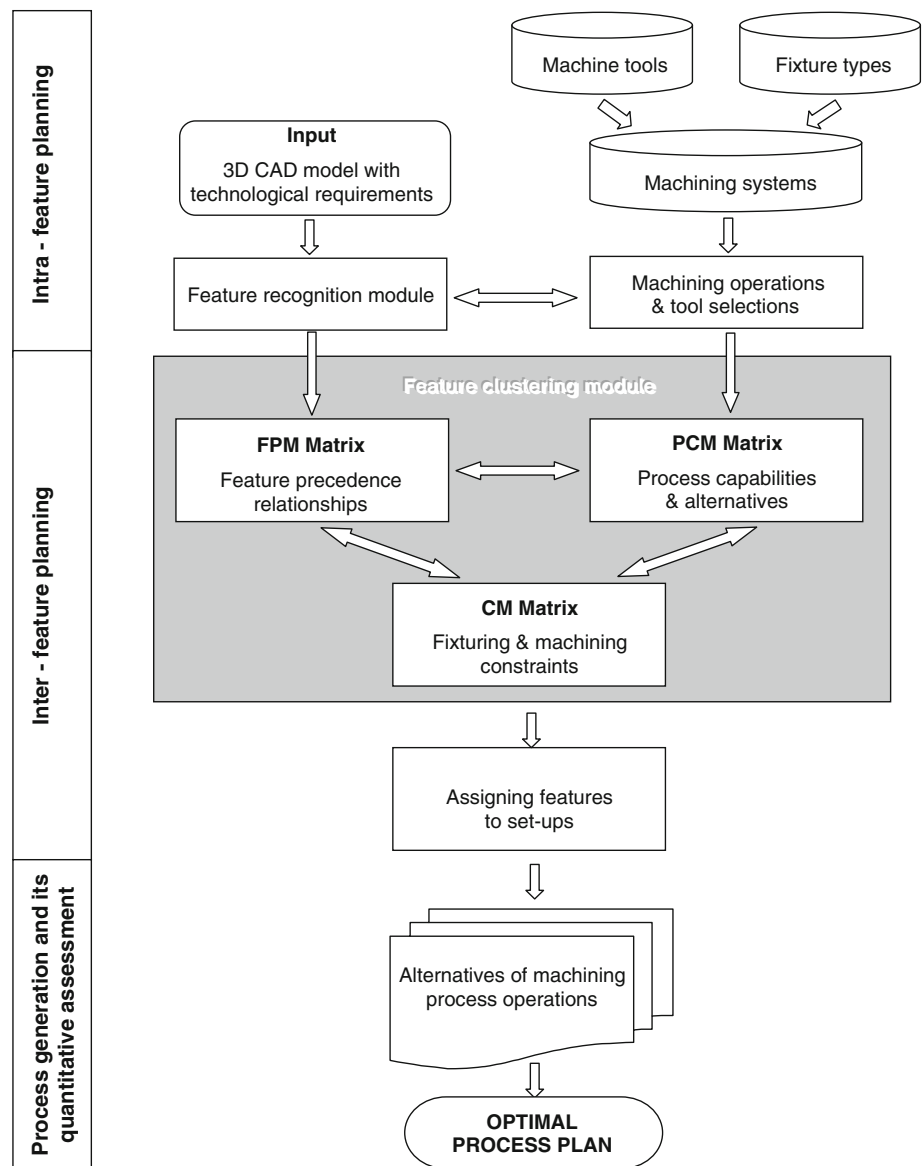 Intra - feature planning
Machine tools
Fixture types
Input
3D CAD model with
technological requirements
Machining systems
Feature recognition module
Machining operations
& tool selections
Inter - feature planning
Feature clustering module
FPM Matrix
Feature precedence
relationships
PCM Matrix
Process capabilities
& alternatives
CM Matrix
Fixturing & machining
constraints
Assigning features
to set-ups
Process generation and its
quantitative assessment
Alternatives of machining
process operations
OPTIMAL
PROCESS PLAN